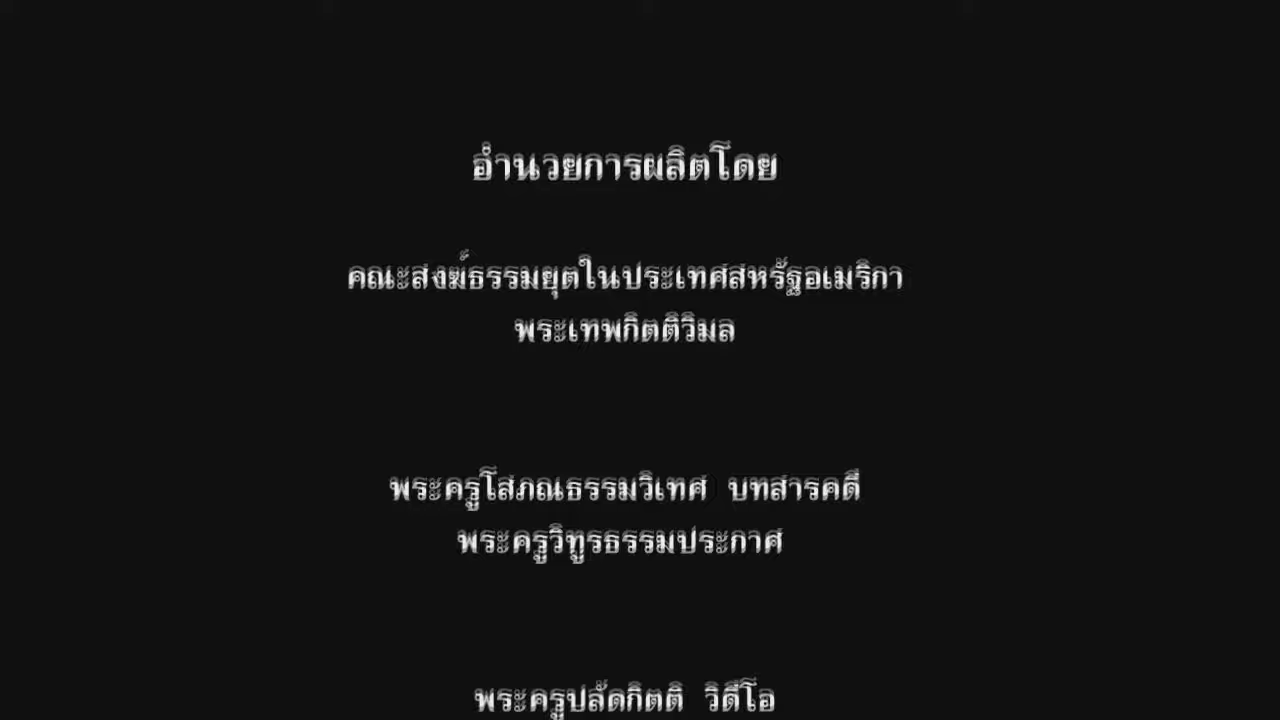 อำนวยการผลิตโดย
คณะสงฆ์ธรรมยุตในประเทศสหรัฐอเมริกา
พระเทพกิตติวิมล
พระครูโสภณธรรมวิเทศ บทสารคดี
พระครูวิทูรธรรมประกาศ
พระครูปลัดกิตติ วิดีโอ